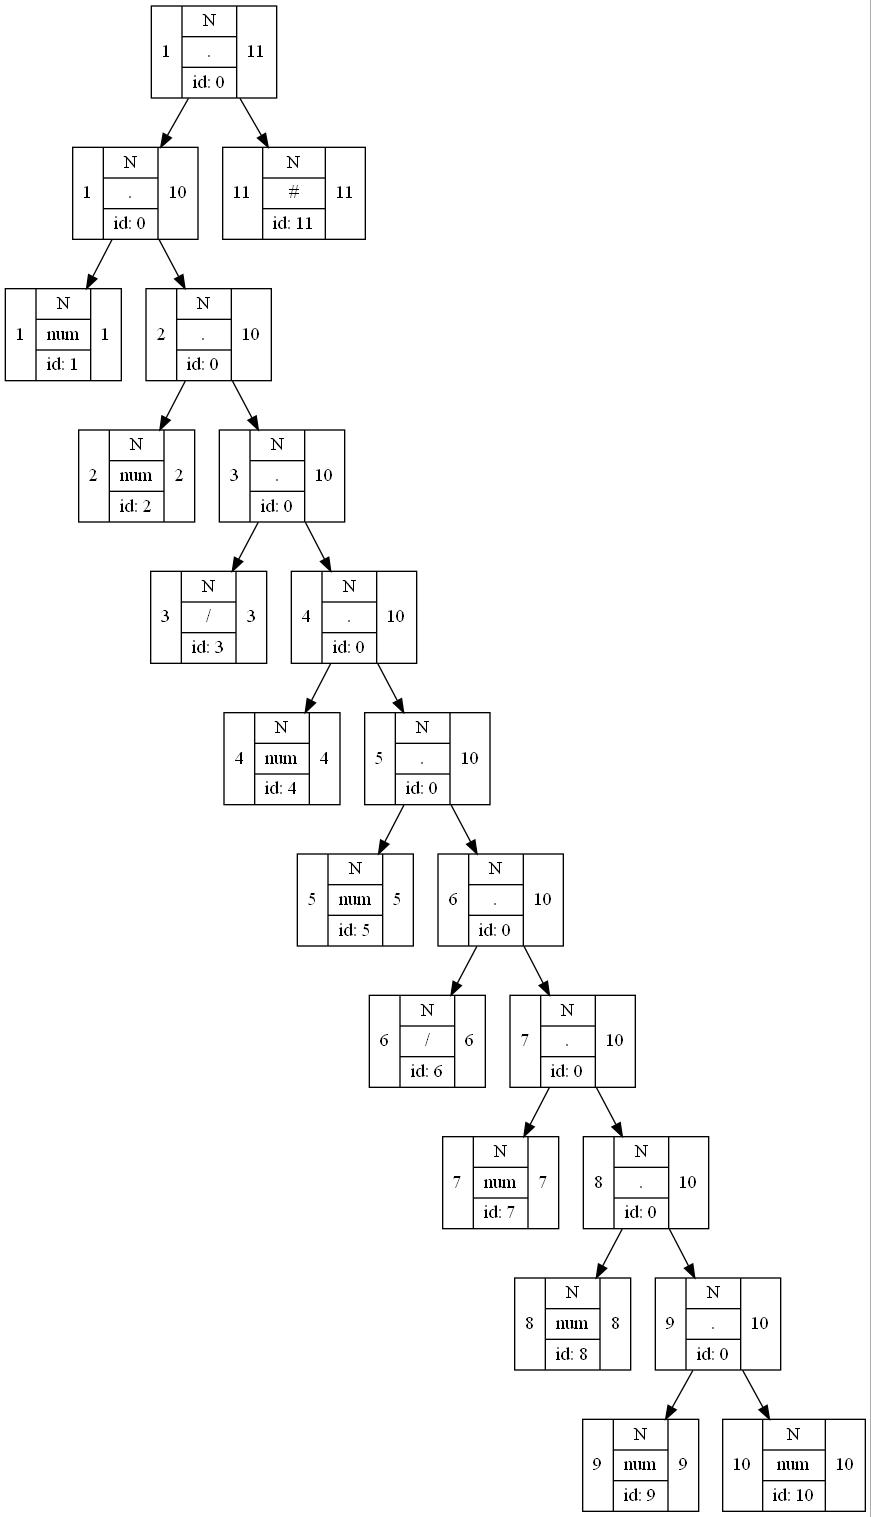 N
1 . 11
id: 0
N N
1 . 10 11 # 11
id: 0 id: 11
N N
1 num 1 2 . 10
id: 1 id: 0
N N
2 num 2 3 . 10
id: 2 id: 0
N N
3 / 3 4 . 10
id: 3 id: 0
N N
4 num 4 5 . 10
id: 4 id: 0
N N
5 num 5 6 . 10
id: 5 id: 0
N N
6 / 6 7 . 10
id: 6 id: 0
N N
7 num 7 8 . 10
id: 7 id: 0
N N
8 num 8 9 . 10
id: 8 id: 0
N N
9 num 9 10 num 10
id: 9 id: 10